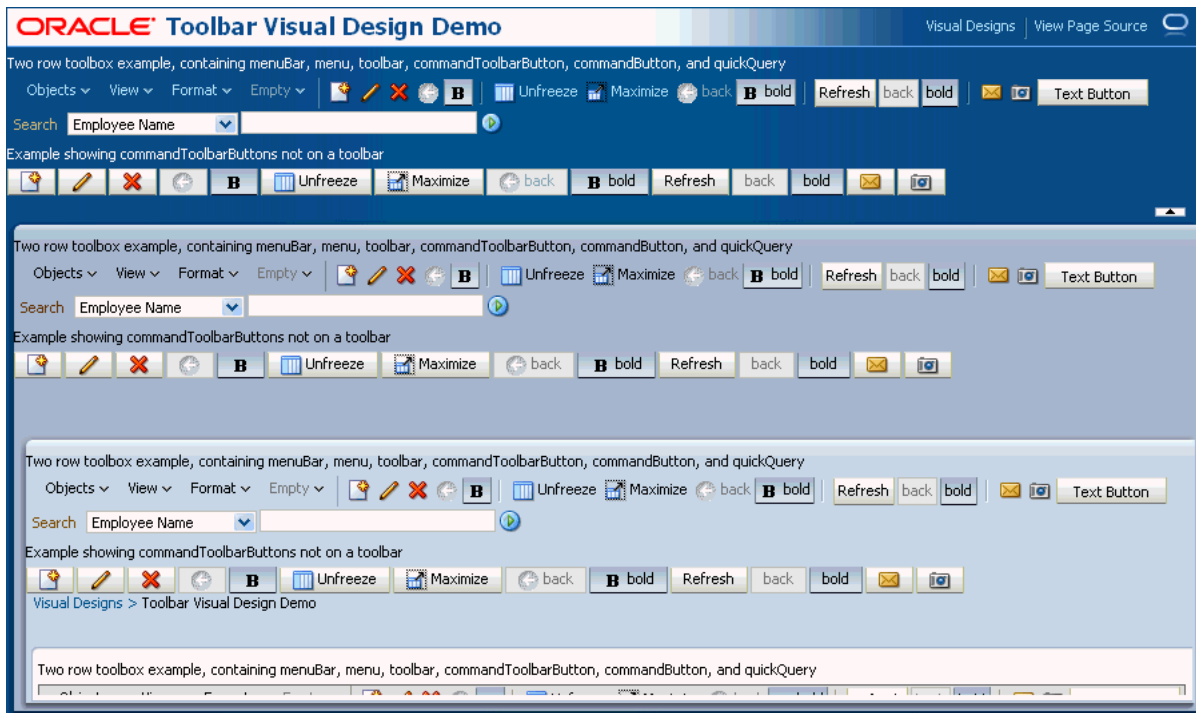 ORACLE Toolbar Visual Design Demo Visual Designs View Page Source
Two row toolbox example, containing menuBar, menu, toolbar, commandToolbarButton, commandButton, and quickQuery
Objects View Format Empty B Unfreeze Maximize back B bold Refresh back bold Text Button
Search Employee Name
Example showing commandToolbarButtons not on a toolbar
B Unfreeze Maximize back B bold Refresh back bold
Two row toolbox example, containing menuBar, menu, toolbar, commandToolbarButton, commandButton, and quickQuery
Objects View Format Empty B Unfreeze Maximize back B bold Refresh back bold Text Button
Search Employee Name
Example showing commandToolbarButtons not on a toolbar
B Unfreeze Maximize back B bold Refresh back bold
Two row toolbox example, containing menuBar, menu, toolbar, commandToolbarButton, commandButton, and quickQuery
Objects View Format Empty B Unfreeze Maximize back B bold Refresh back bold Text Button
Search Employee Name
Example showing commandToolbarButtons not on a toolbar
B Unfreeze Maximize back B bold Refresh back bold
Visual Designs > Toolbar Visual Design Demo
Two row toolbox example, containing menuBar, menu, toolbar, commandToolbarButton, commandButton, and quickQuery